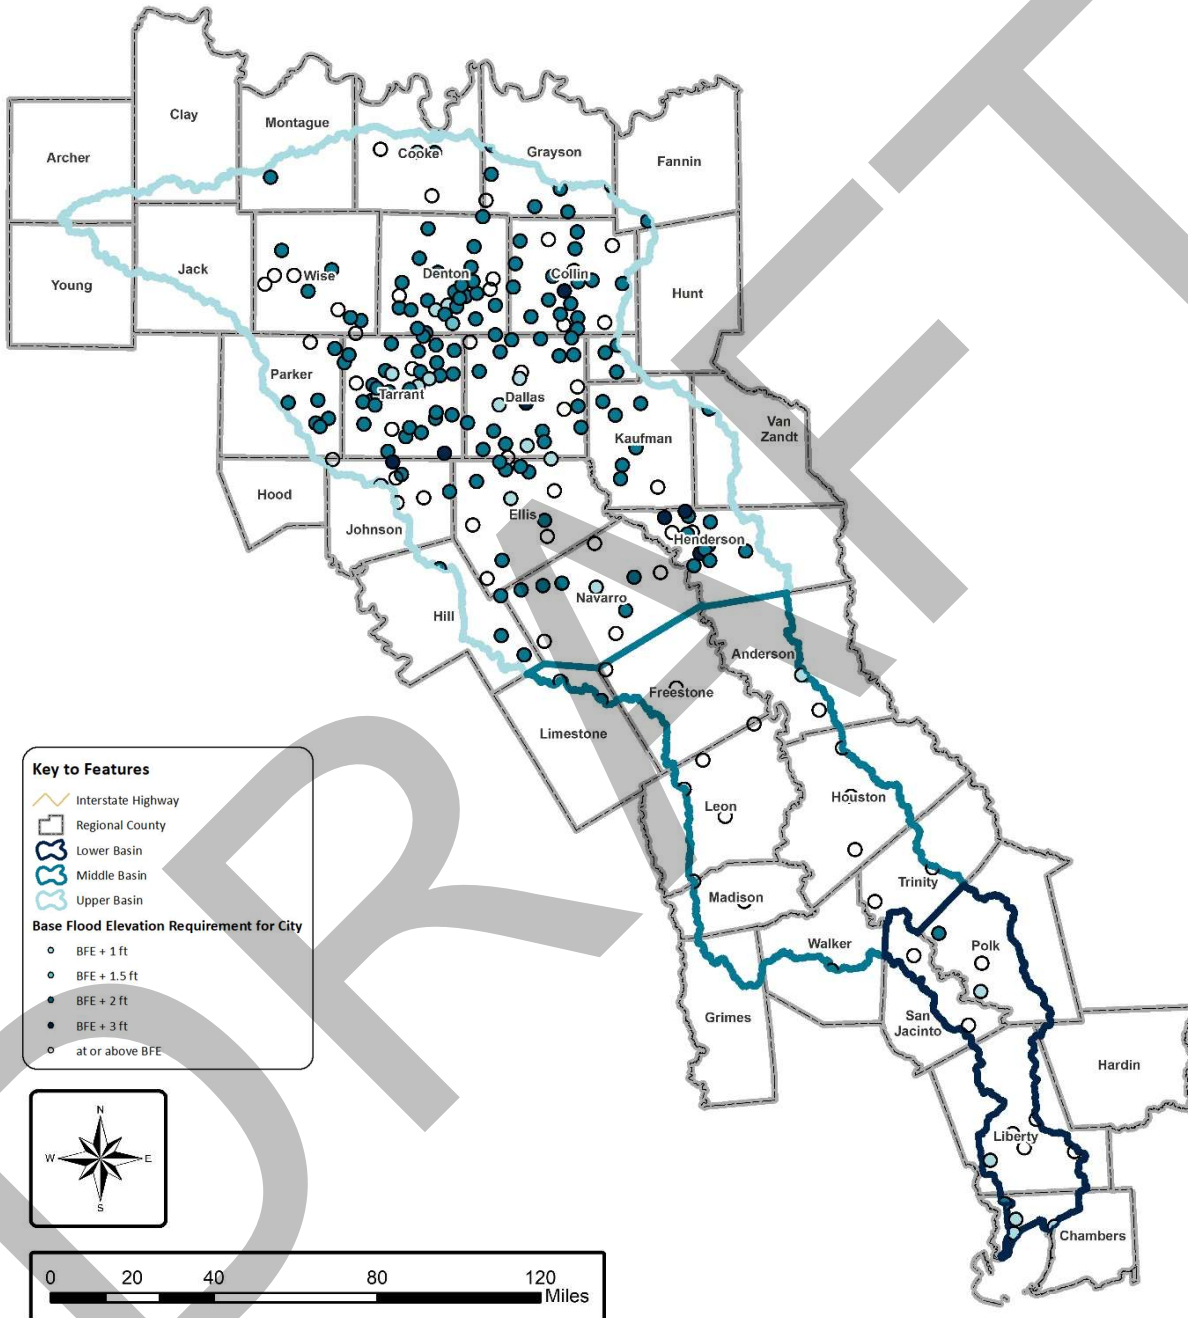 Clay
Montague
Archer
Cooke
Grayson
Fannin
Young
Jack
Wise
Denton
Collin
Hunt
Parker
Tarrant
Dallas
Van
Zandt
Kaufman
Hood
Johnson
Ellis
Henderson
Hill
Navarro
Anderson
Freestone
Limestone
Leon
Houston
Madison
Trinity
Walker
Polk
Grimes
San
Jacinto
Hardin
Liberty
Chambers
Key to Features
Interstate Highway
Regional County
Lower Basin
Middle Basin
Upper Basin
Base Flood Elevation Requirement for City
BFE + 1 ft
BFE + 1.5 ft
BFE + 2 ft
BFE + 3 ft
at or above BFE
N
W E
S
0 20 40 80 120
Miles
DRAFT